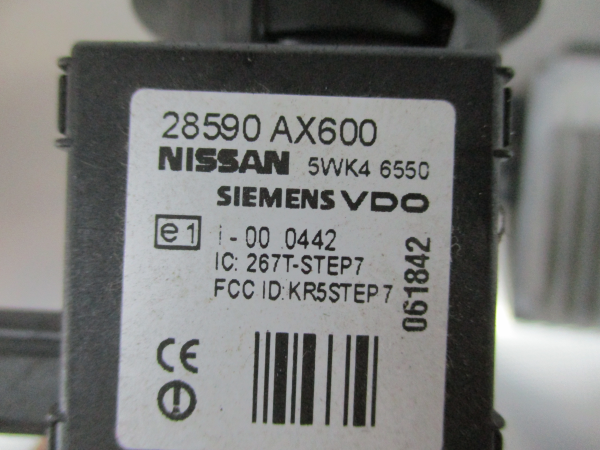 28590 AX600
NISSAN 5WK4 6550
SIEMENS VDO
e1 i-00 0442
IC: 267T-STEP7
FCC ID:KR5STEP7
061842
CE